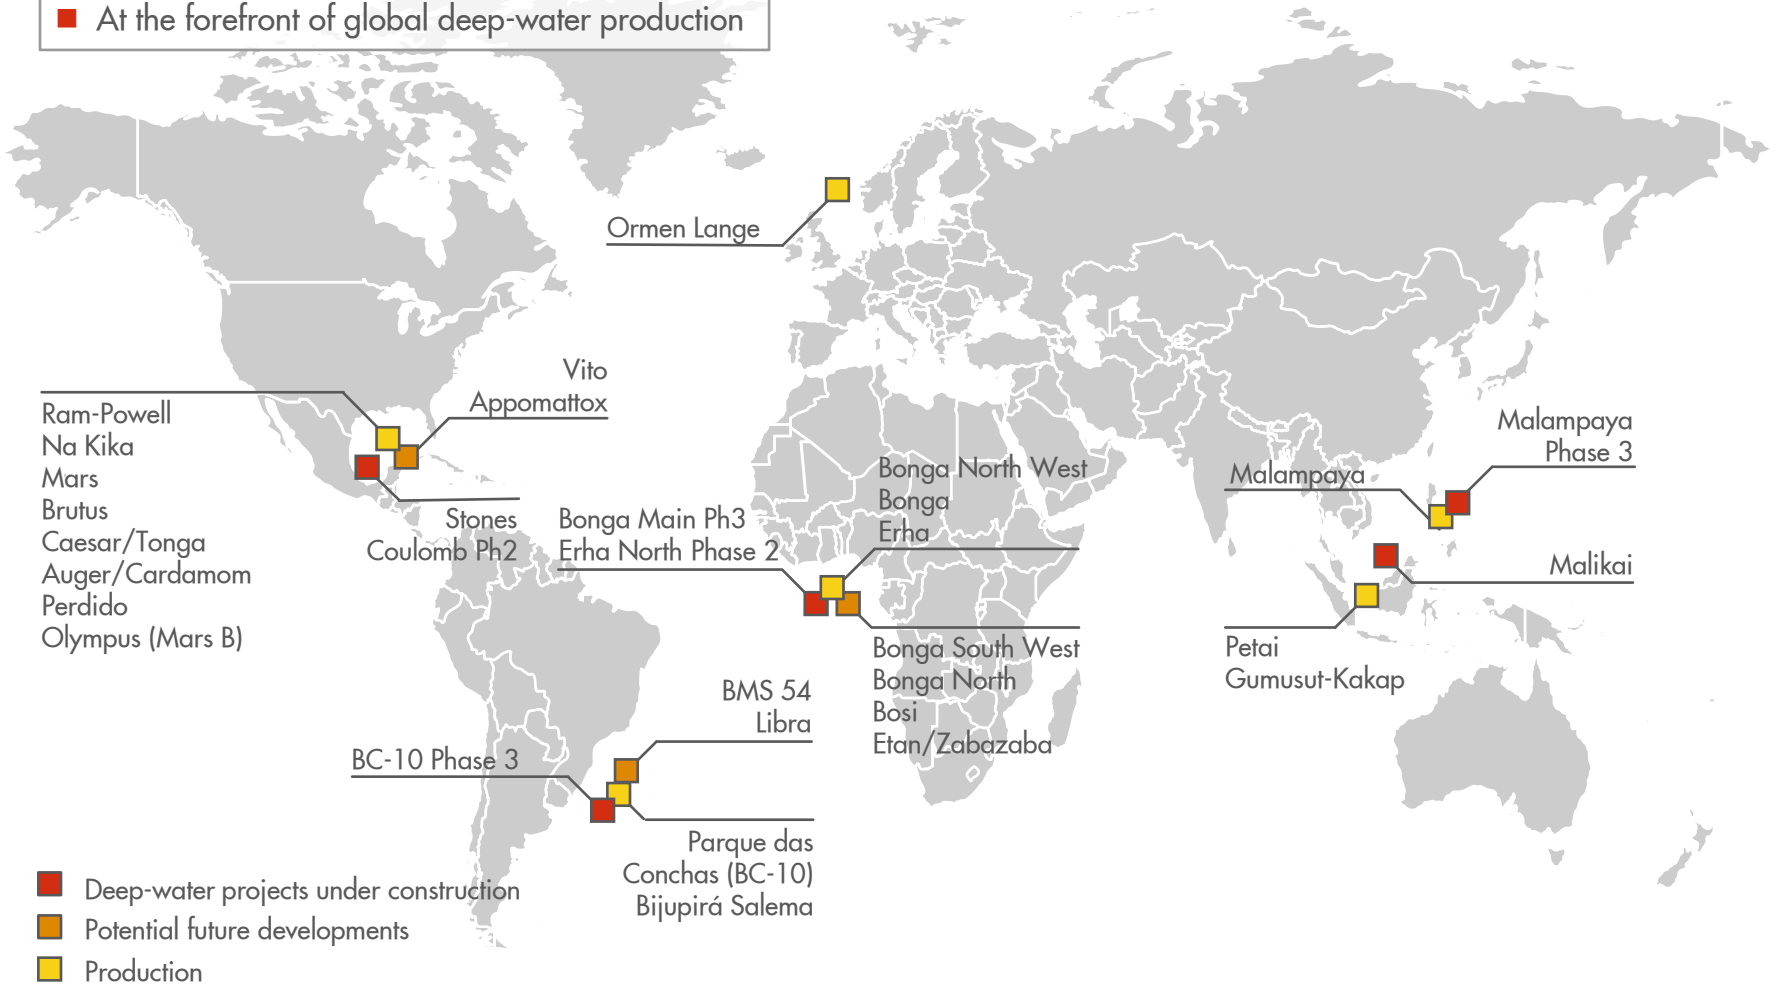 At the forefront of global deep-water production
Ormen Lange
Vito
Appomattox
Ram-Powell
Na Kika
Mars
Brutus
Caesar/Tonga
Auger/Cardamom
Perdido
Olympus (Mars B)
Stones
Coulomb Ph2
Bonga Main Ph3
Erha North Phase 2
Bonga North West
Bonga
Erha
Bonga South West
Bonga North
Bosi
Etan/Zabazaba
Malampaya
Phase 3
Malampaya
Malikai
Petai
Gumusut-Kakap
BMS 54
Libra
BC-10 Phase 3
Parque das
Conchas (BC-10)
Bijupirá Salema
Deep-water projects under construction
Potential future developments
Production